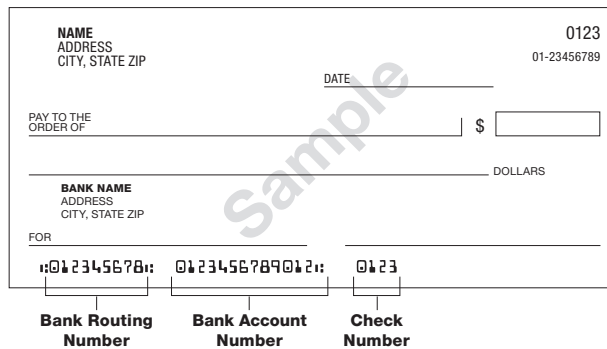 NAME
ADDRESS
CITY, STATE ZIP
0123
01-23456789
DATE
PAY TO THE
ORDER OF
$
DOLLARS
Sample
BANK NAME
ADDRESS
CITY, STATE ZIP
FOR
⑆012345678⑆ 0123456789012⑆ 0123
Bank Routing Number
Bank Account Number
Check Number